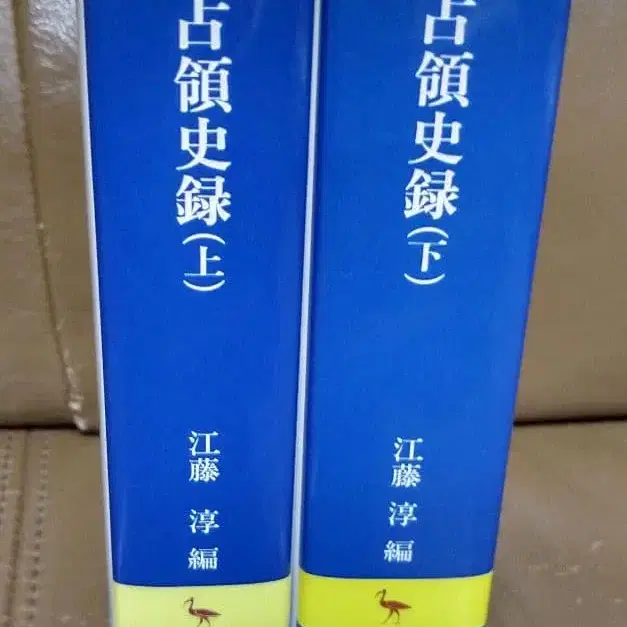 占領史録(上)
江藤 淳 編
占領史録(下)
江藤 淳 編